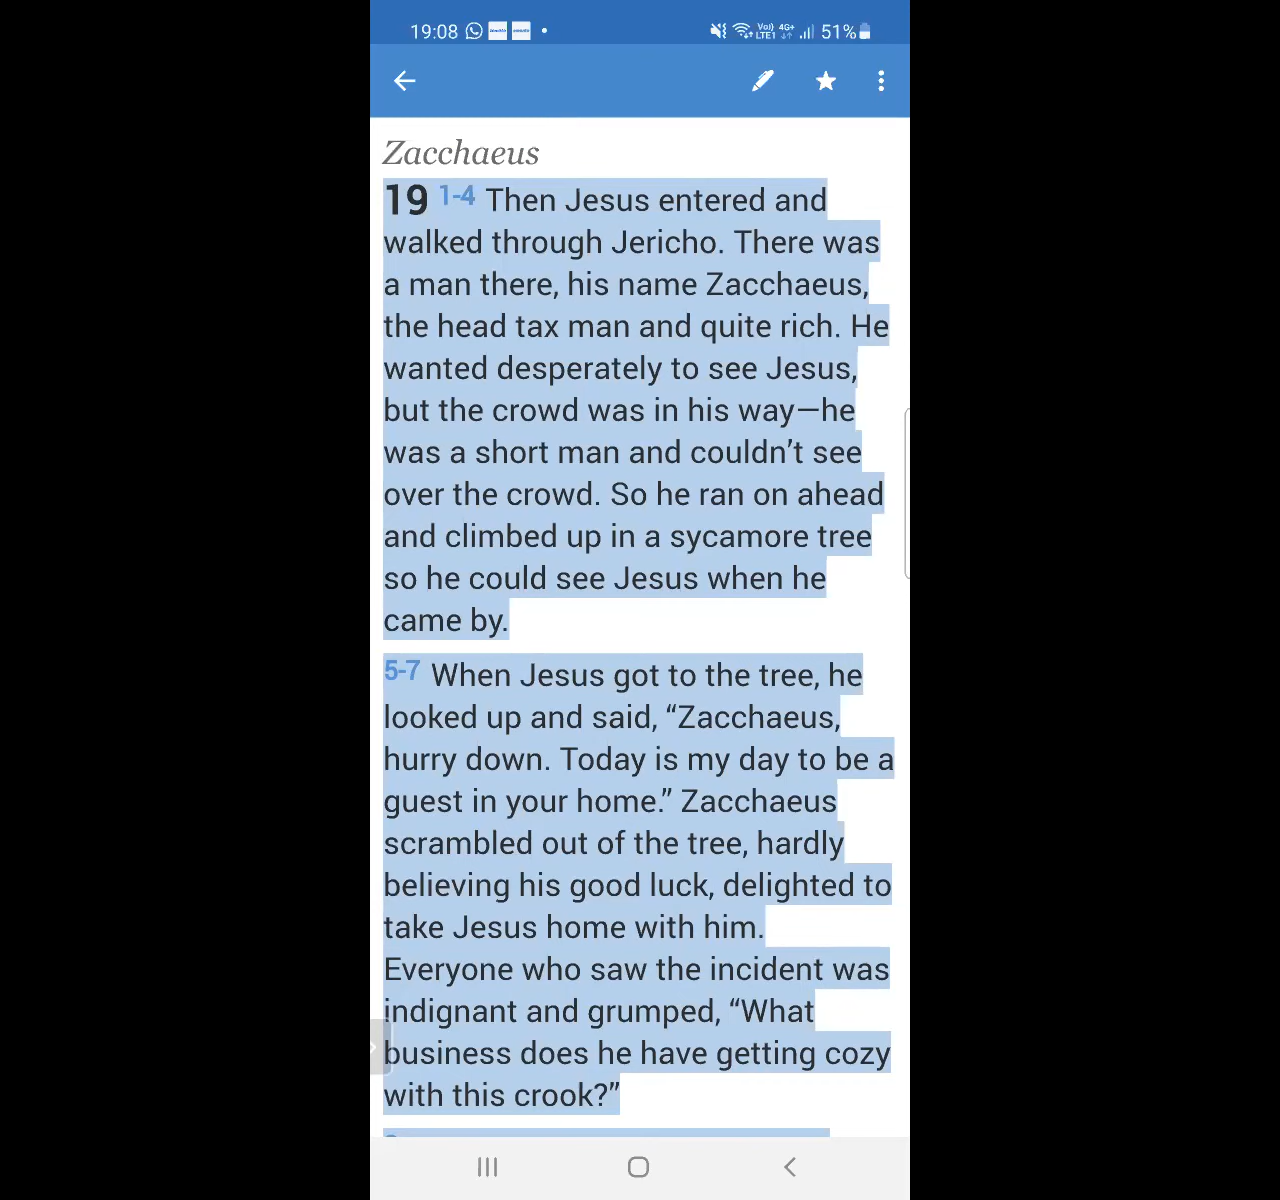 19:08 Vo) 4G+ LTE1 51%
Zacchaeus
19 1-4 Then Jesus entered and
walked through Jericho. There was
a man there, his name Zacchaeus,
the head tax man and quite rich. He
wanted desperately to see Jesus,
but the crowd was in his way—he
was a short man and couldn’t see
over the crowd. So he ran on ahead
and climbed up in a sycamore tree
so he could see Jesus when he
came by.
5-7 When Jesus got to the tree, he
looked up and said, “Zacchaeus,
hurry down. Today is my day to be a
guest in your home.” Zacchaeus
scrambled out of the tree, hardly
believing his good luck, delighted to
take Jesus home with him.
Everyone who saw the incident was
indignant and grumped, “What
business does he have getting cozy
with this crook?”